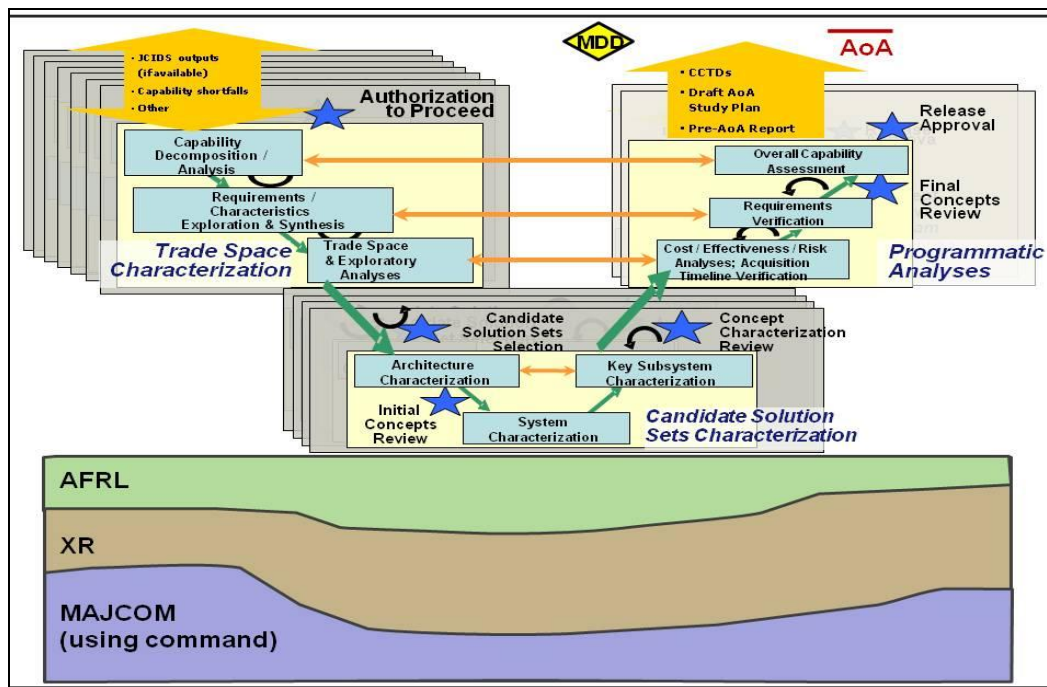 • JCIDS outputs
(ifavailable)
• Capability shortfalls
• Other
Authorization
to Proceed
Capability
Decomposition /
Analysis
Requirements /
Characteristics
Exploration & Synthesis
Trade Space
& Exploratory
Analyses
Trade Space
Characterization
MDD
AoA
• CCTDs
• Draft AoA
Study Plan
• Pre-AoA Report
Release
Approval
Overall Capability
Assessment
Final
Concepts
Review
Requirements
Verification
Cost / Effectiveness / Risk
Analyses; Acquisition
Timeline Verification
Programmatic
Analyses
Candidate
Solution Sets
Selection
Concept
Characterization
Review
Architecture
Characterization
Key Subsystem
Characterization
Initial
Concepts
Review
System
Characterization
Candidate Solution
Sets Characterization
AFRL
XR
MAJCOM
(using command)